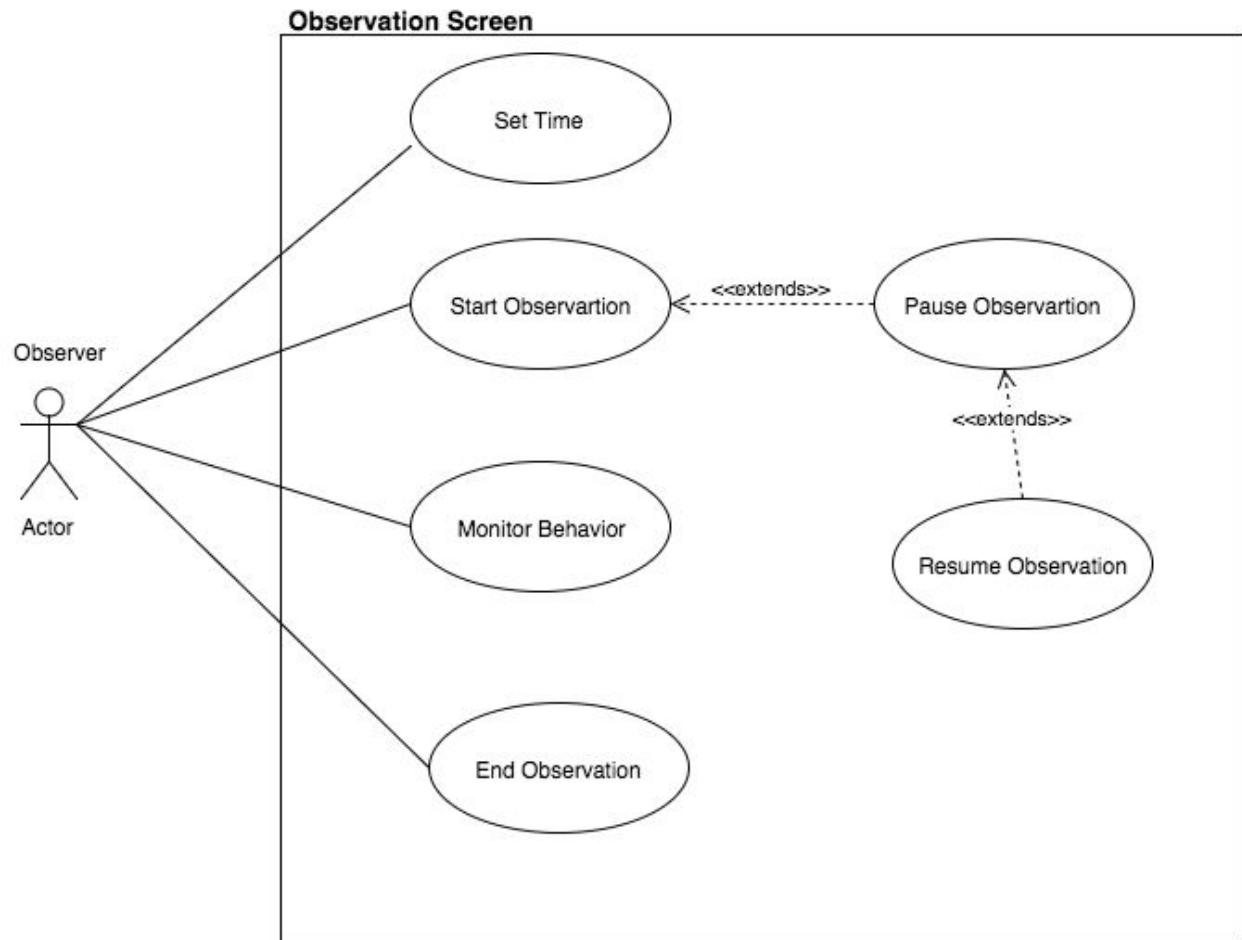 Observation Screen
Set Time
Start Observartion
<<extends>>
Pause Observartion
Observer
<<extends>>
Actor
Monitor Behavior
Resume Observation
End Observation